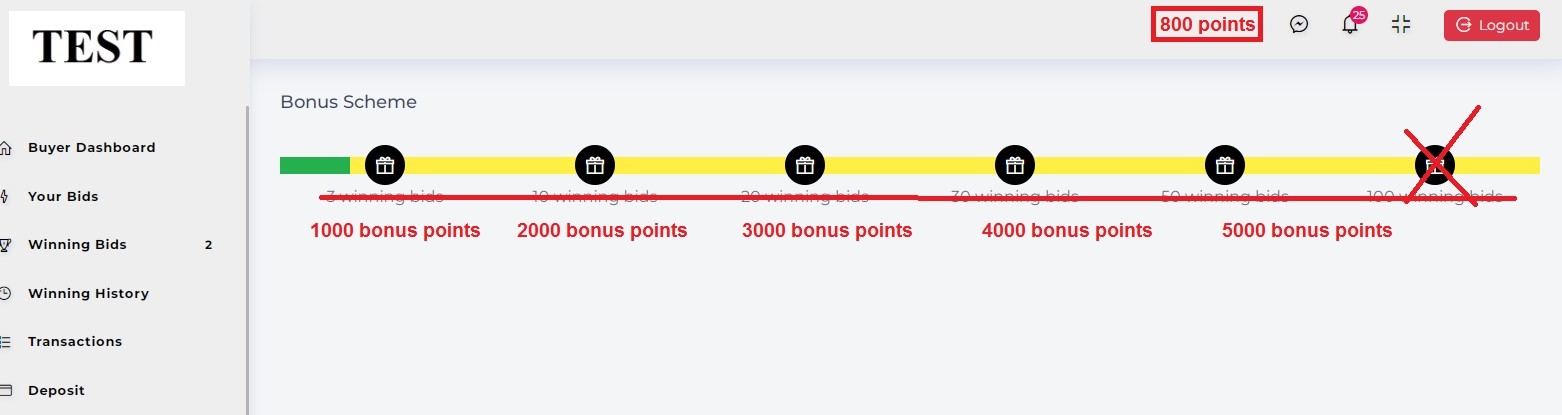 TEST
800 points
25
Logout
Bonus Scheme
Buyer Dashboard
Your Bids
Winning Bids 2
Winning History
Transactions
Deposit
3 winning bids 10 winning bids 20 winning bids 30 winning bids 50 winning bids 100 winning bids
1000 bonus points 2000 bonus points 3000 bonus points 4000 bonus points 5000 bonus points